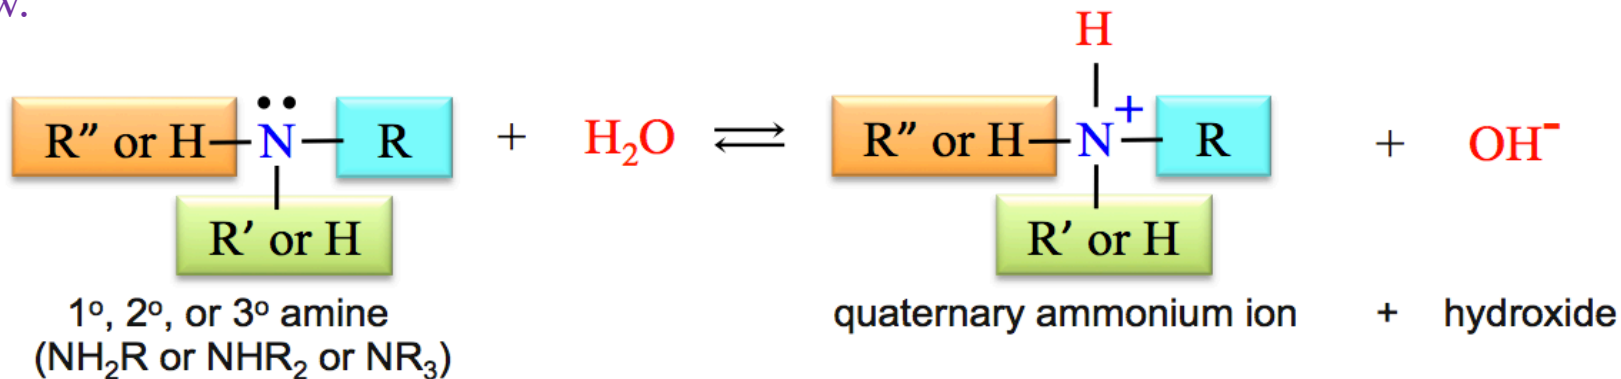 w.
H
R” or H–N̈–R + H₂O ⇌ R” or H–N⁺–R + OH⁻
R’ or H R’ or H
1º, 2º, or 3º amine quaternary ammonium ion + hydroxide
(NH₂R or NHR₂ or NR₃)